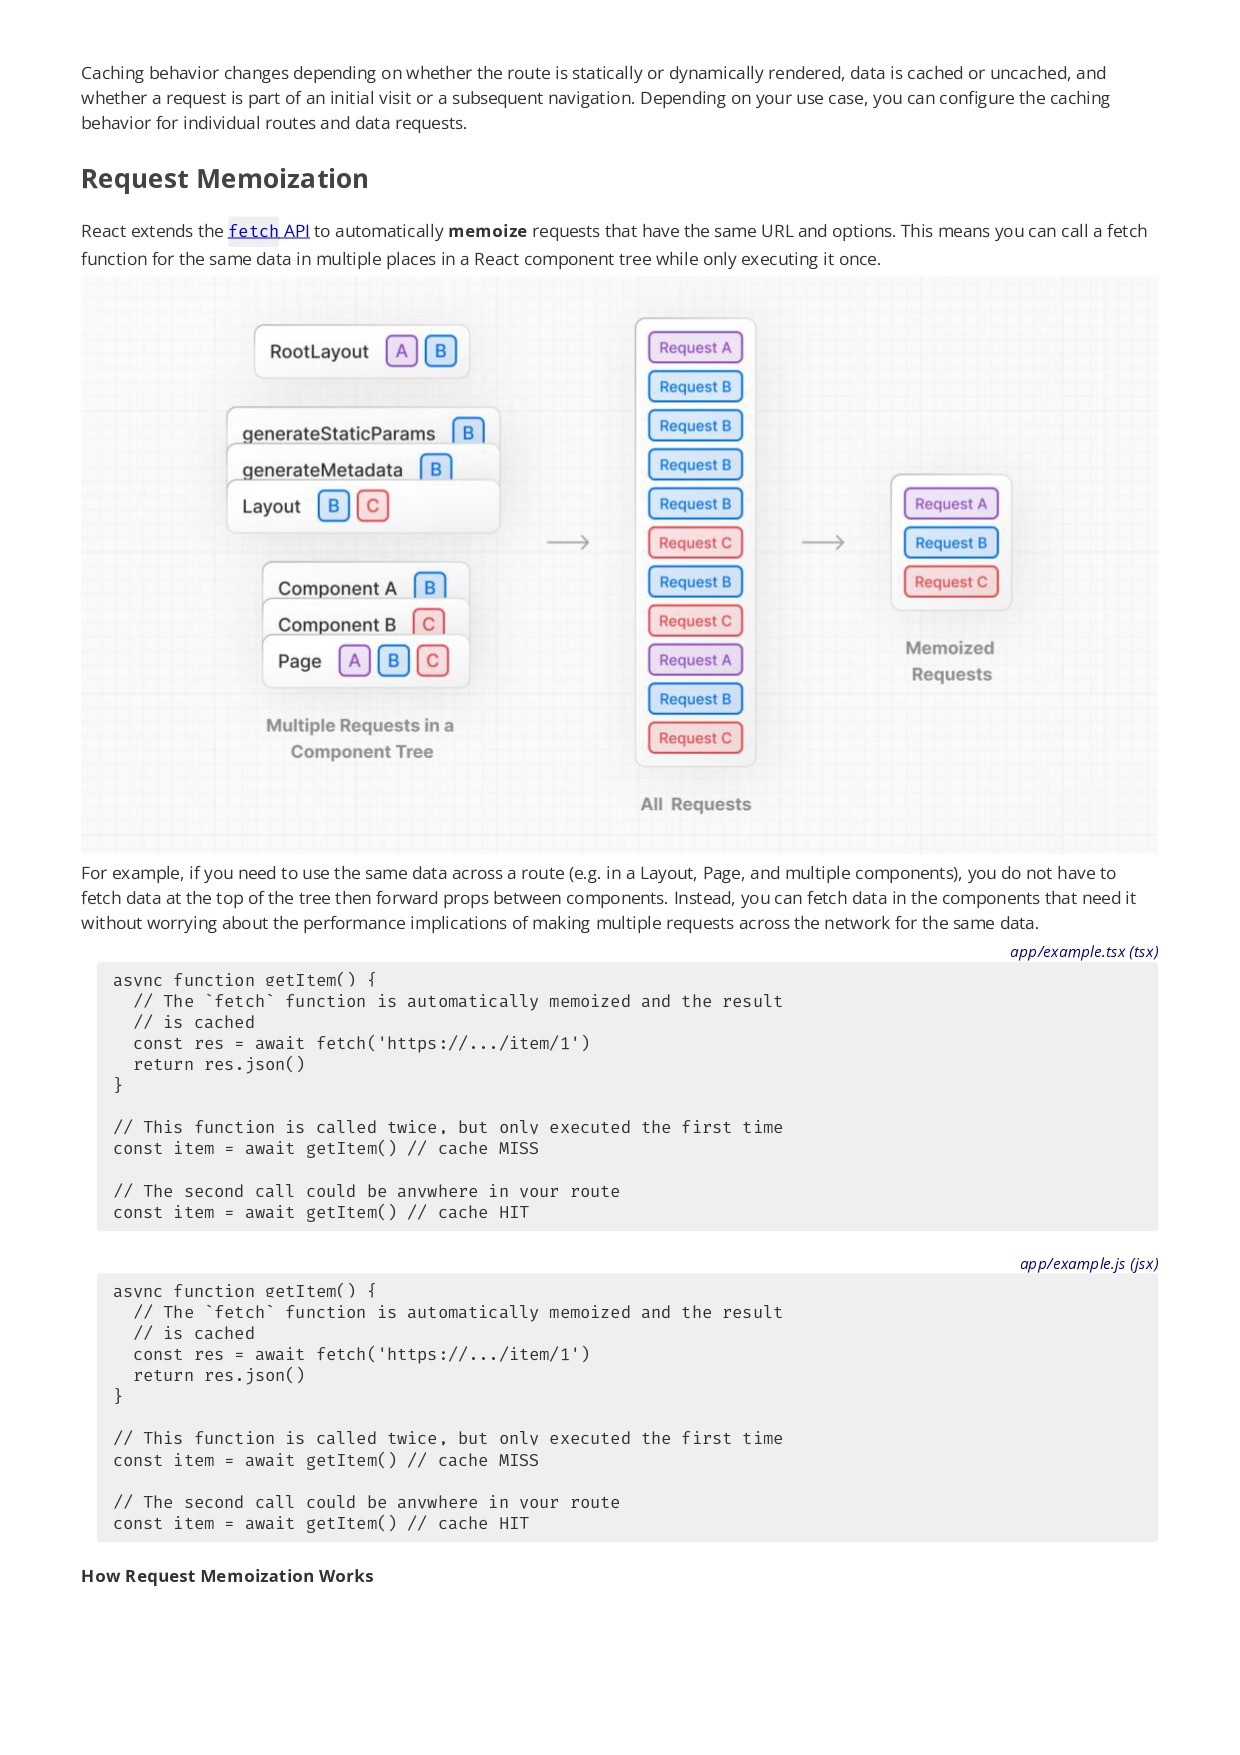 Caching behavior changes depending on whether the route is statically or dynamically rendered, data is cached or uncached, and
whether a request is part of an initial visit or a subsequent navigation. Depending on your use case, you can configure the caching
behavior for individual routes and data requests.
Request Memoization
React extends the fetch API to automatically memoize requests that have the same URL and options. This means you can call a fetch
function for the same data in multiple places in a React component tree while only executing it once.
RootLayout A B
generateStaticParams B
generateMetadata B
Layout B C
Component A B
Component B C
Page A B C
Multiple Requests in a
Component Tree
Request A
Request B
Request B
Request B
Request B
Request C
Request B
Request C
Request A
Request B
Request C
All Requests
Request A
Request B
Request C
Memoized
Requests
For example, if you need to use the same data across a route (e.g. in a Layout, Page, and multiple components), you do not have to
fetch data at the top of the tree then forward props between components. Instead, you can fetch data in the components that need it
without worrying about the performance implications of making multiple requests across the network for the same data.
app/example.tsx (tsx)
async function getItem() {
  // The `fetch` function is automatically memoized and the result
  // is cached
  const res = await fetch('https://.../item/1')
  return res.json()
}
// This function is called twice, but only executed the first time
const item = await getItem() // cache MISS
// The second call could be anywhere in your route
const item = await getItem() // cache HIT
app/example.js (jsx)
async function getItem() {
  // The `fetch` function is automatically memoized and the result
  // is cached
  const res = await fetch('https://.../item/1')
  return res.json()
}
// This function is called twice, but only executed the first time
const item = await getItem() // cache MISS
// The second call could be anywhere in your route
const item = await getItem() // cache HIT
How Request Memoization Works